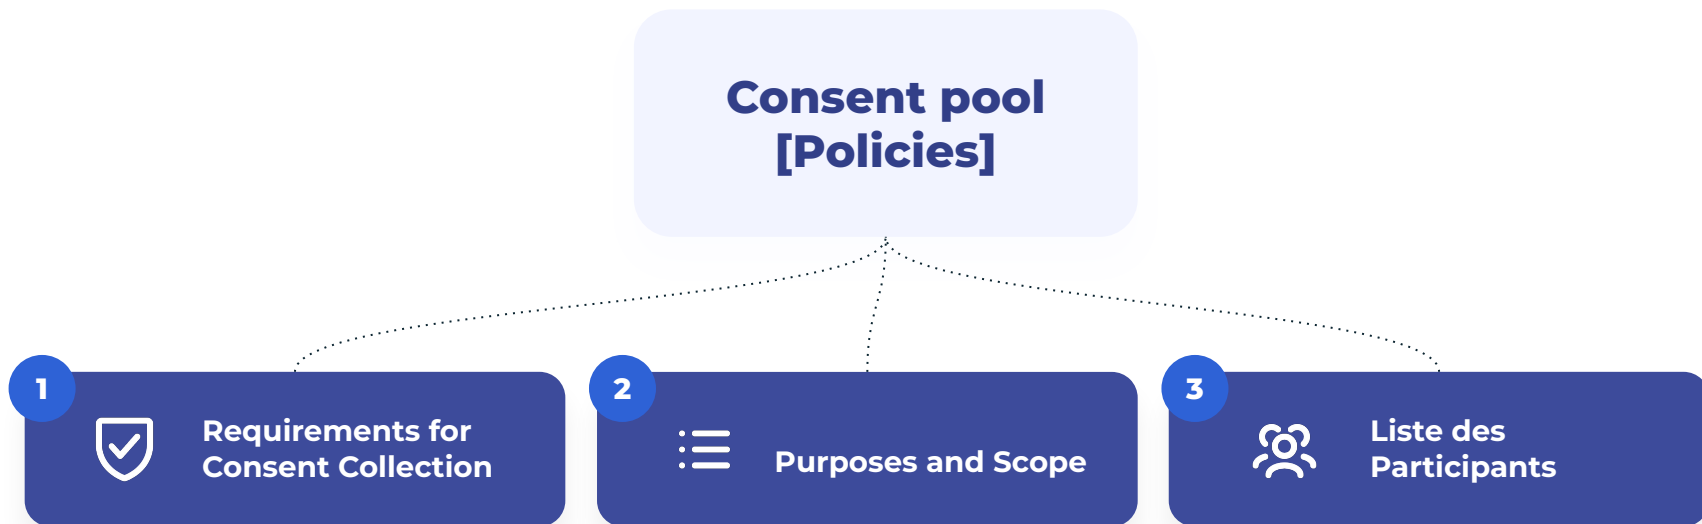 Consent pool
[Policies]
1
Requirements for
Consent Collection
2
Purposes and Scope
3
Liste des
Participants